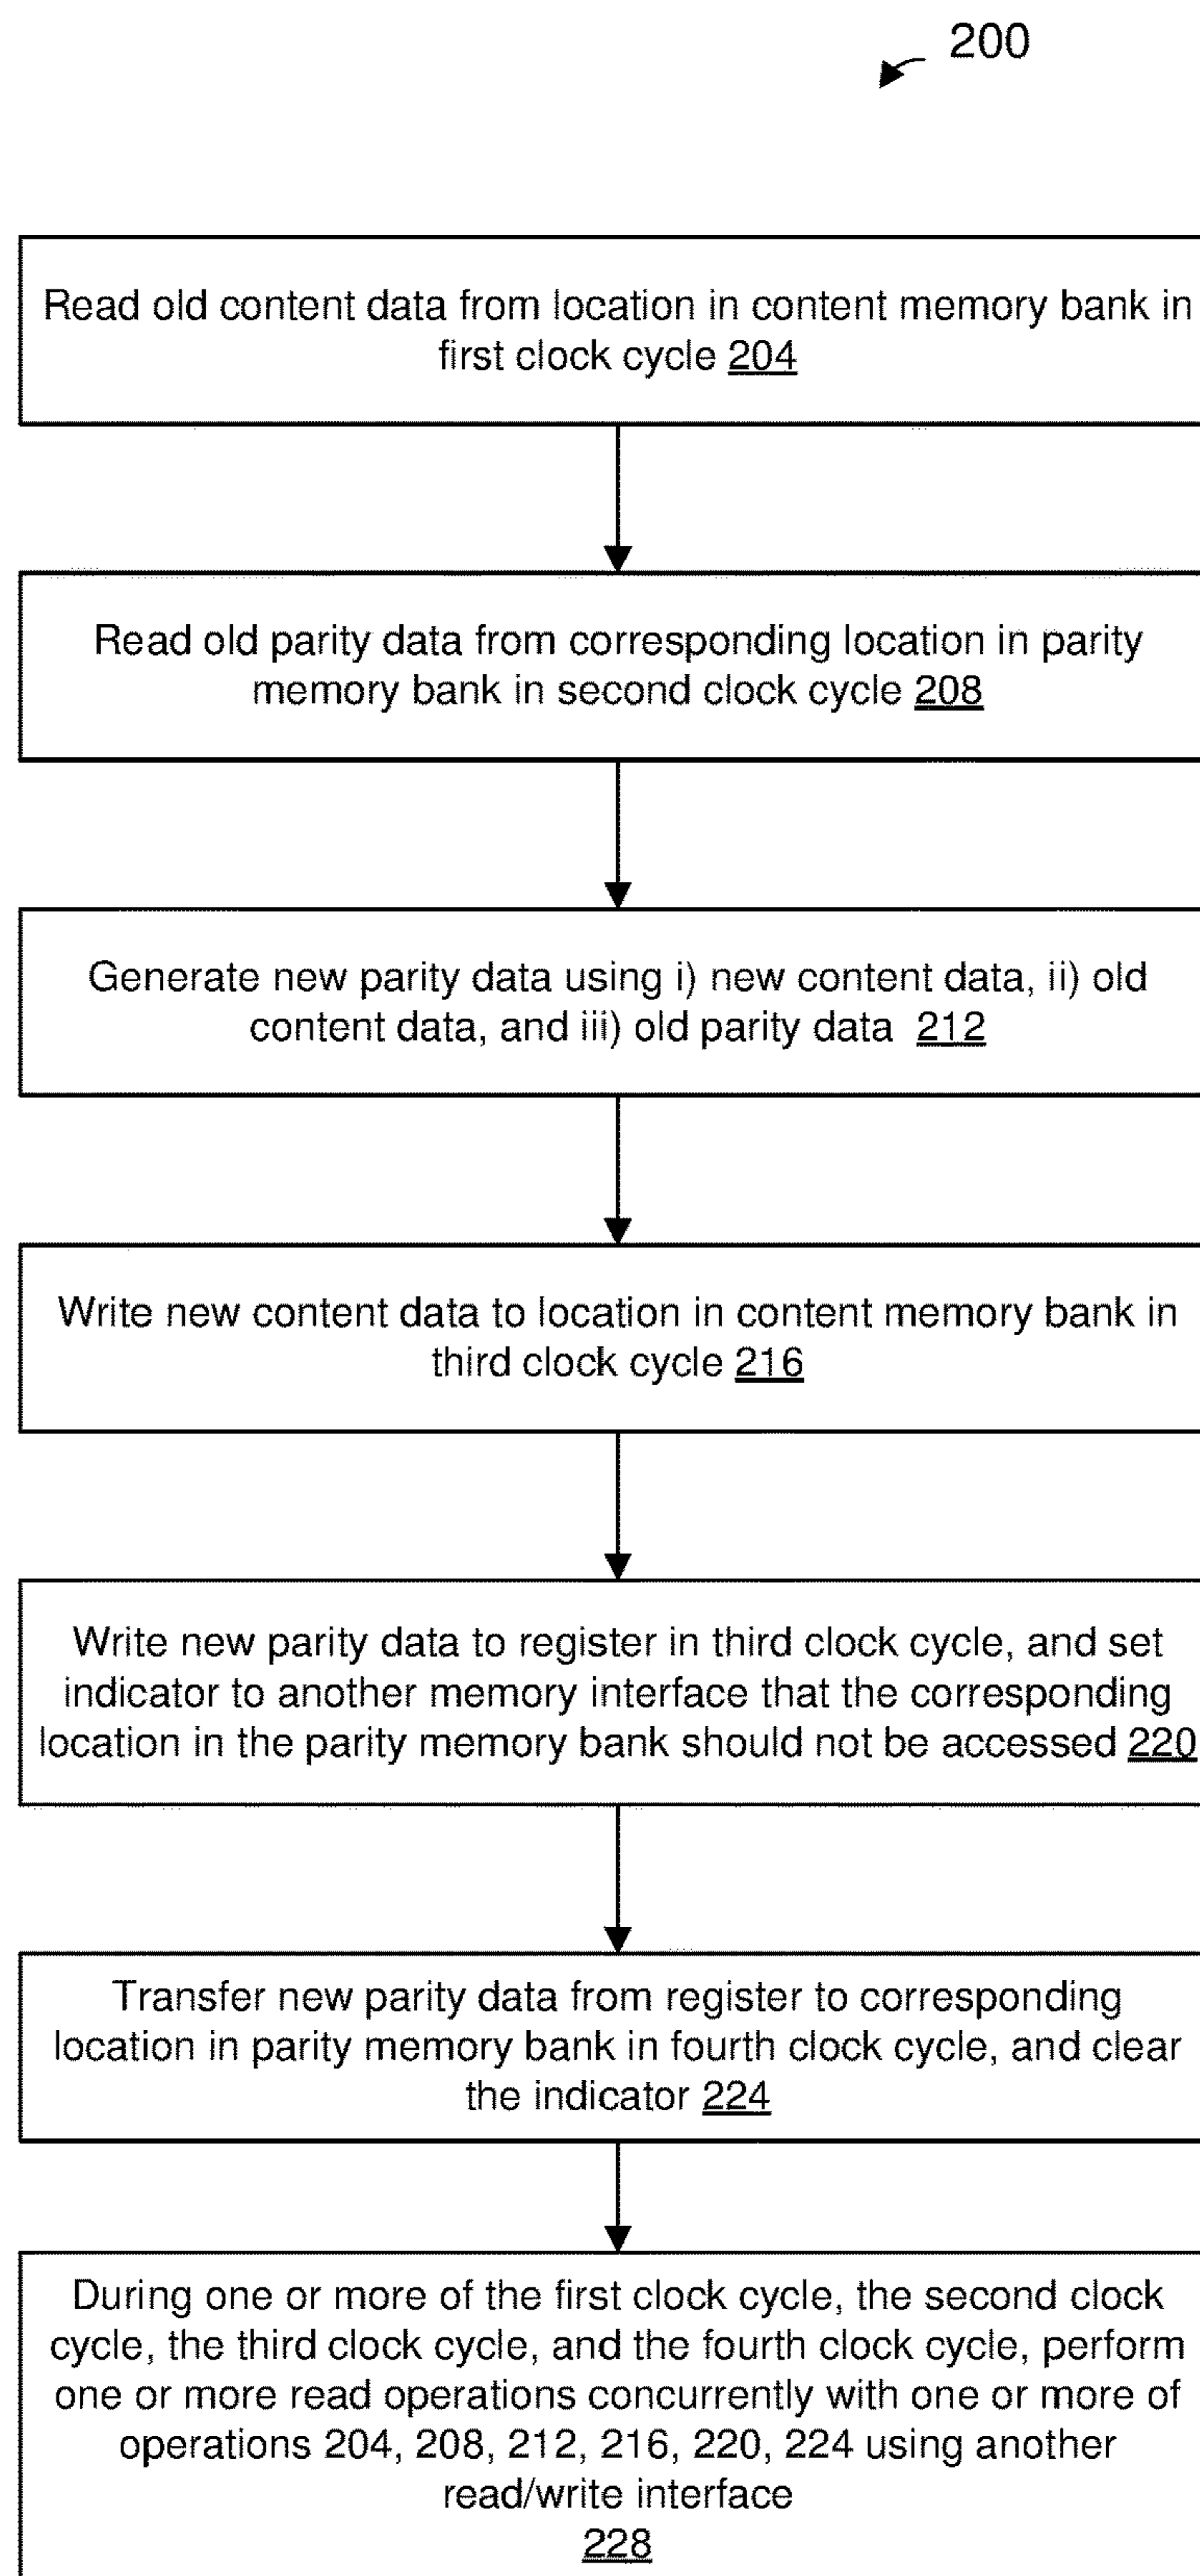 200
Read old content data from location in content memory bank in
first clock cycle 204
Read old parity data from corresponding location in parity
memory bank in second clock cycle 208
Generate new parity data using i) new content data, ii) old
content data, and iii) old parity data 212
Write new content data to location in content memory bank in
third clock cycle 216
Write new parity data to register in third clock cycle, and set
indicator to another memory interface that the corresponding
location in the parity memory bank should not be accessed 220
Transfer new parity data from register to corresponding
location in parity memory bank in fourth clock cycle, and clear
the indicator 224
During one or more of the first clock cycle, the second clock
cycle, the third clock cycle, and the fourth clock cycle, perform
one or more read operations concurrently with one or more of
operations 204, 208, 212, 216, 220, 224 using another
read/write interface
228